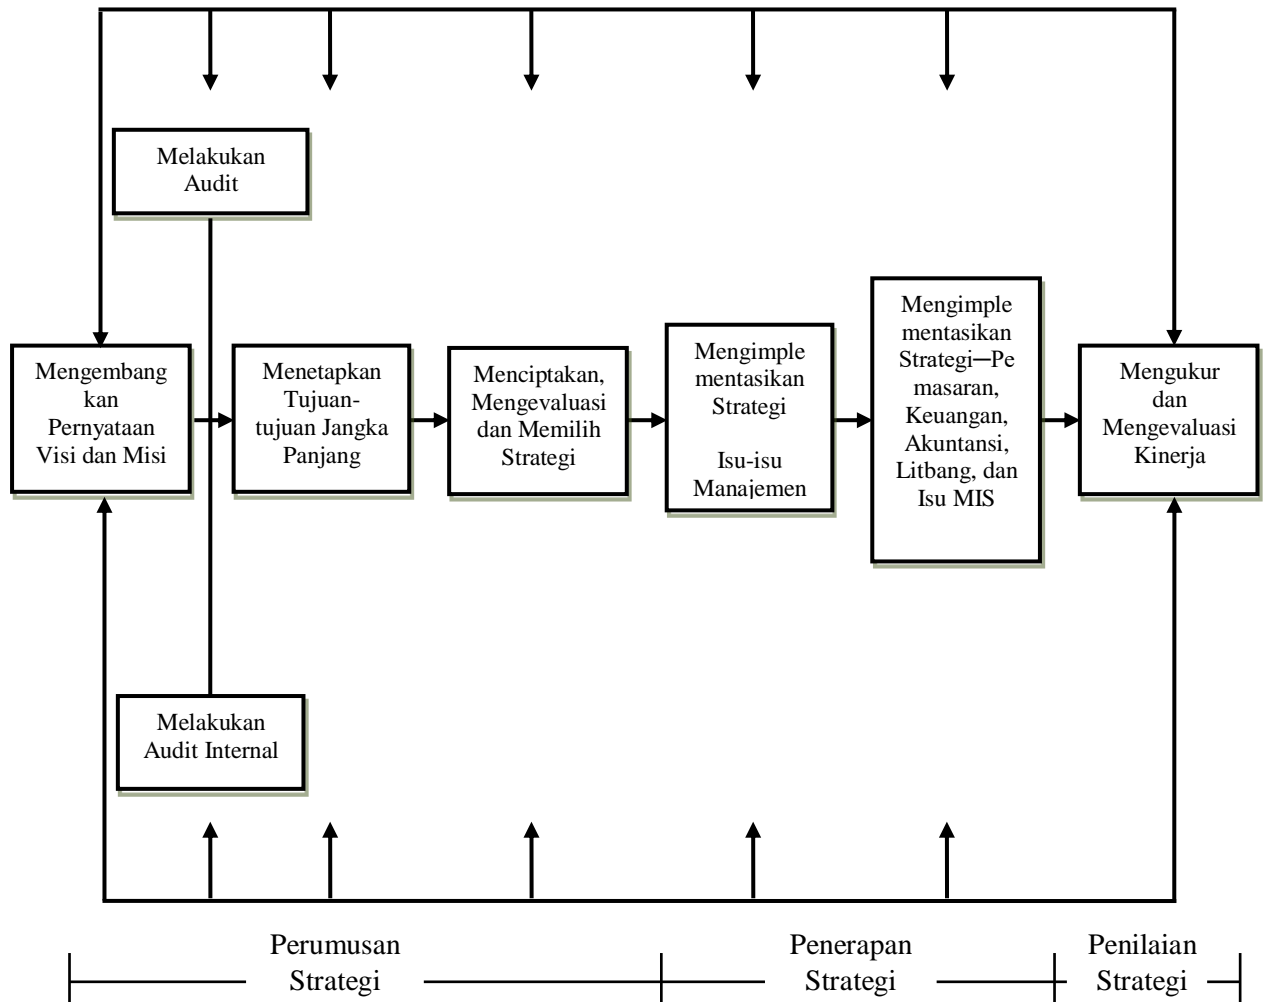 Melakukan
Audit
Mengembang
kan
Pernyataan
Visi dan Misi
Menetapkan
Tujuan-
tujuan Jangka
Panjang
Menciptakan,
Mengevaluasi
dan Memilih
Strategi
Mengimple
mentasikan
Strategi
Isu-isu
Manajemen
Mengimple
mentasikan
Strategi─Pe
masaran,
Keuangan,
Akuntansi,
Litbang, dan
Isu MIS
Mengukur
dan
Mengevaluasi
Kinerja
Melakukan
Audit Internal
Perumusan
Strategi
Penerapan
Strategi
Penilaian
Strategi